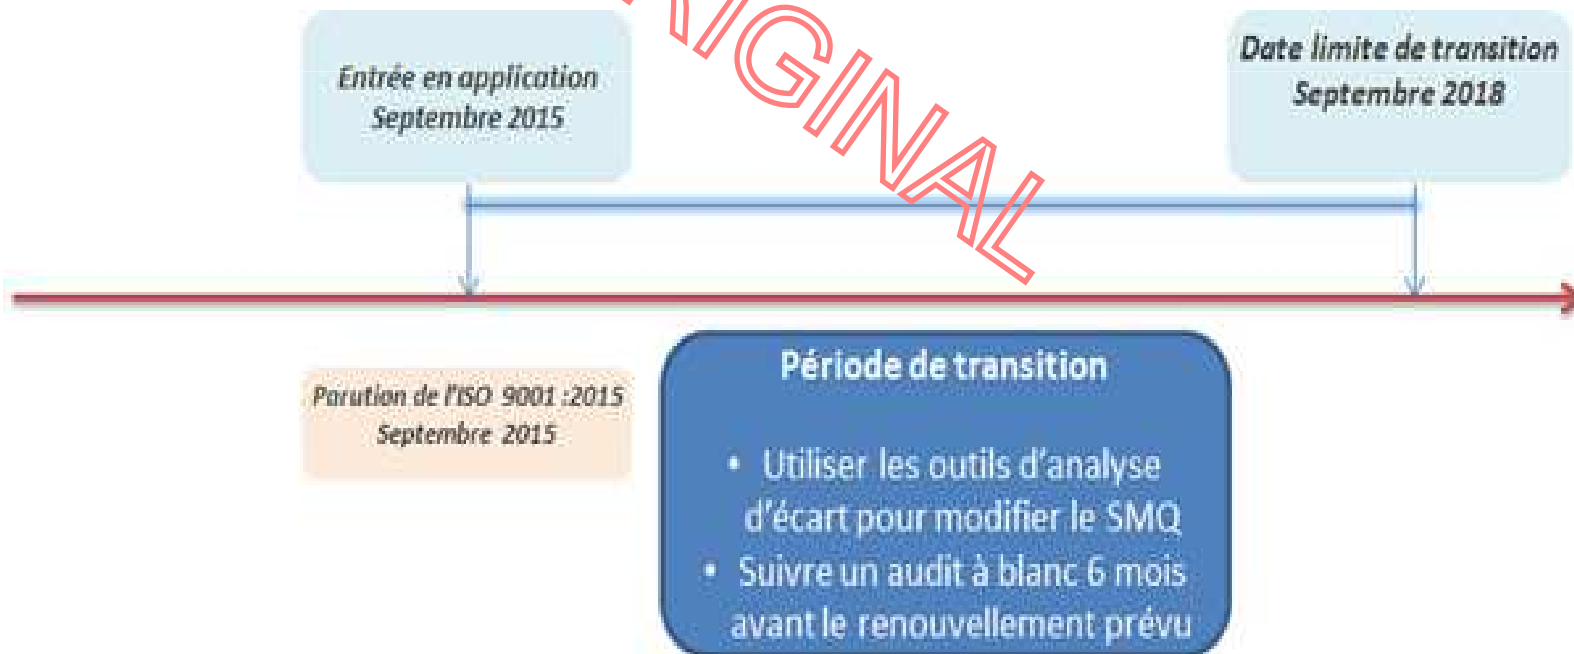 Entrée en application
Septembre 2015
Date limite de transition
Septembre 2018
RIGINAL
Parution de l'ISO 9001 :2015
Septembre 2015
Période de transition
• Utiliser les outils d'analyse
d'écart pour modifier le SMQ
• Suivre un audit à blanc 6 mois
avant le renouvellement prévu